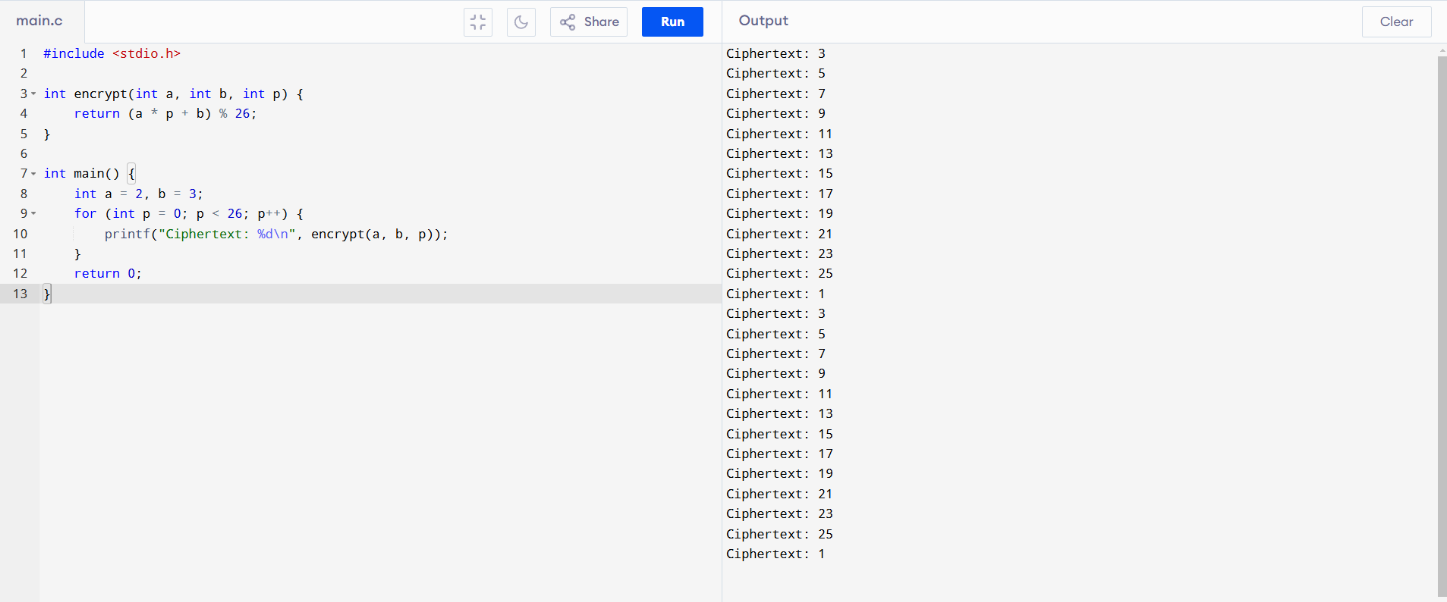 main.c
Share
Run
Output
Clear
1 #include <stdio.h>
2
3 int encrypt(int a, int b, int p) {
4     return (a * p + b) % 26;
5 }
6
7 int main() {
8     int a = 2, b = 3;
9     for (int p = 0; p < 26; p++) {
10         printf("Ciphertext: %d\n", encrypt(a, b, p));
11     }
12     return 0;
13 }
Ciphertext: 3
Ciphertext: 5
Ciphertext: 7
Ciphertext: 9
Ciphertext: 11
Ciphertext: 13
Ciphertext: 15
Ciphertext: 17
Ciphertext: 19
Ciphertext: 21
Ciphertext: 23
Ciphertext: 25
Ciphertext: 1
Ciphertext: 3
Ciphertext: 5
Ciphertext: 7
Ciphertext: 9
Ciphertext: 11
Ciphertext: 13
Ciphertext: 15
Ciphertext: 17
Ciphertext: 19
Ciphertext: 21
Ciphertext: 23
Ciphertext: 25
Ciphertext: 1